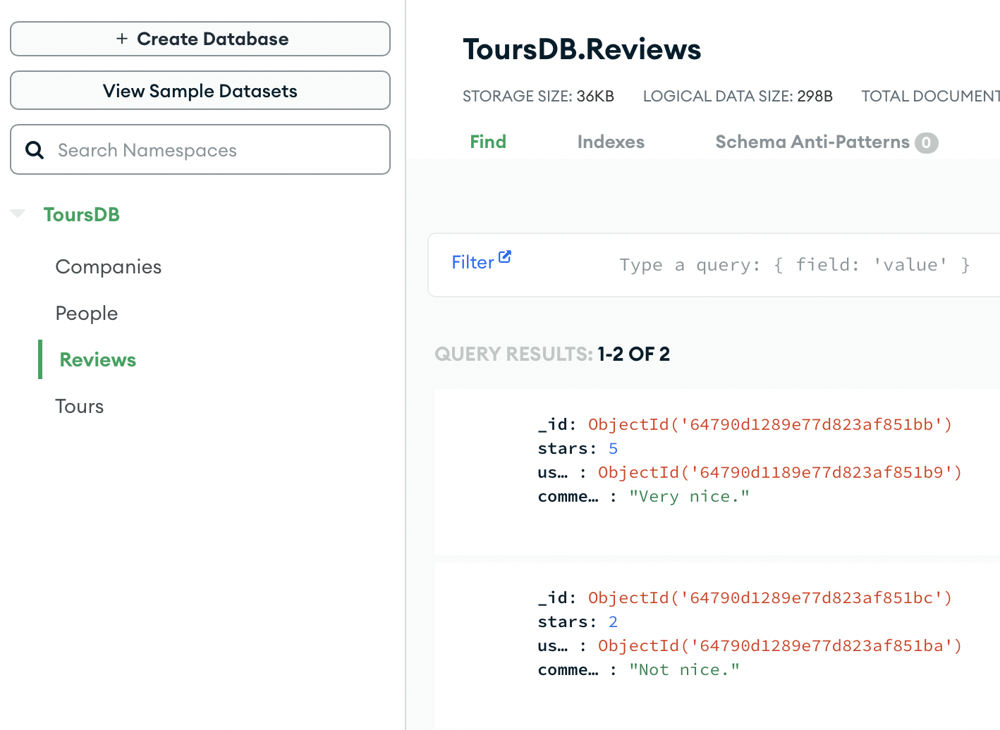 + Create Database
View Sample Datasets
Search Namespaces
ToursDB
Companies
People
Reviews
Tours
ToursDB.Reviews
STORAGE SIZE: 36KB LOGICAL DATA SIZE: 298B TOTAL DOCUMENT
Find Indexes Schema Anti-Patterns 0
Filter Type a query: { field: 'value' }
QUERY RESULTS: 1-2 OF 2
_id: ObjectId('64790d1289e77d823af851bb')
stars: 5
us… : ObjectId('64790d1189e77d823af851b9')
comme… : "Very nice."
_id: ObjectId('64790d1289e77d823af851bc')
stars: 2
us… : ObjectId('64790d1289e77d823af851ba')
comme… : "Not nice."